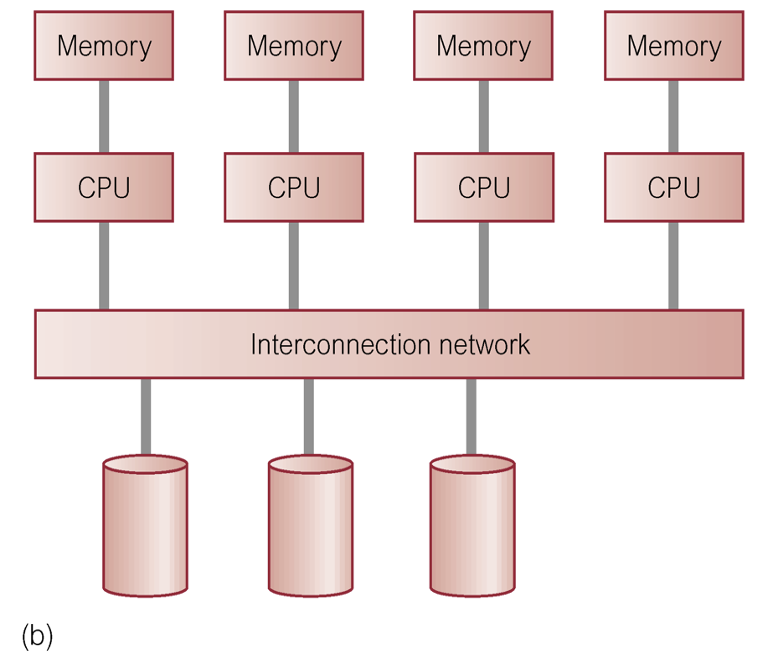 Memory Memory Memory Memory
CPU CPU CPU CPU
Interconnection network
(b)